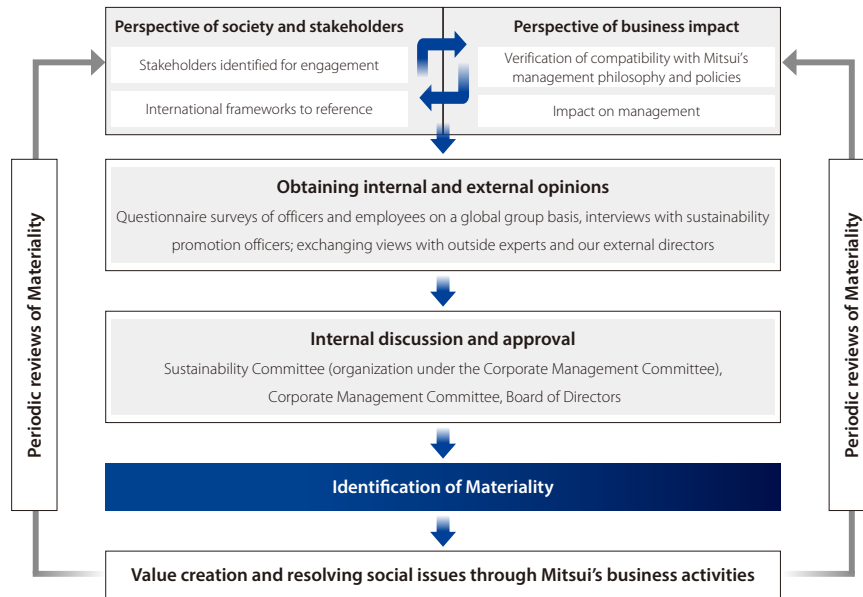 Perspective of society and stakeholders
Stakeholders identified for engagement
International frameworks to reference
Perspective of business impact
Verification of compatibility with Mitsui's
management philosophy and policies
Impact on management
Periodic reviews of Materiality
Obtaining internal and external opinions
Questionnaire surveys of officers and employees on a global group basis, interviews with sustainability
promotion officers; exchanging views with outside experts and our external directors
Internal discussion and approval
Sustainability Committee (organization under the Corporate Management Committee),
Corporate Management Committee, Board of Directors
Periodic reviews of Materiality
Identification of Materiality
Value creation and resolving social issues through Mitsui's business activities